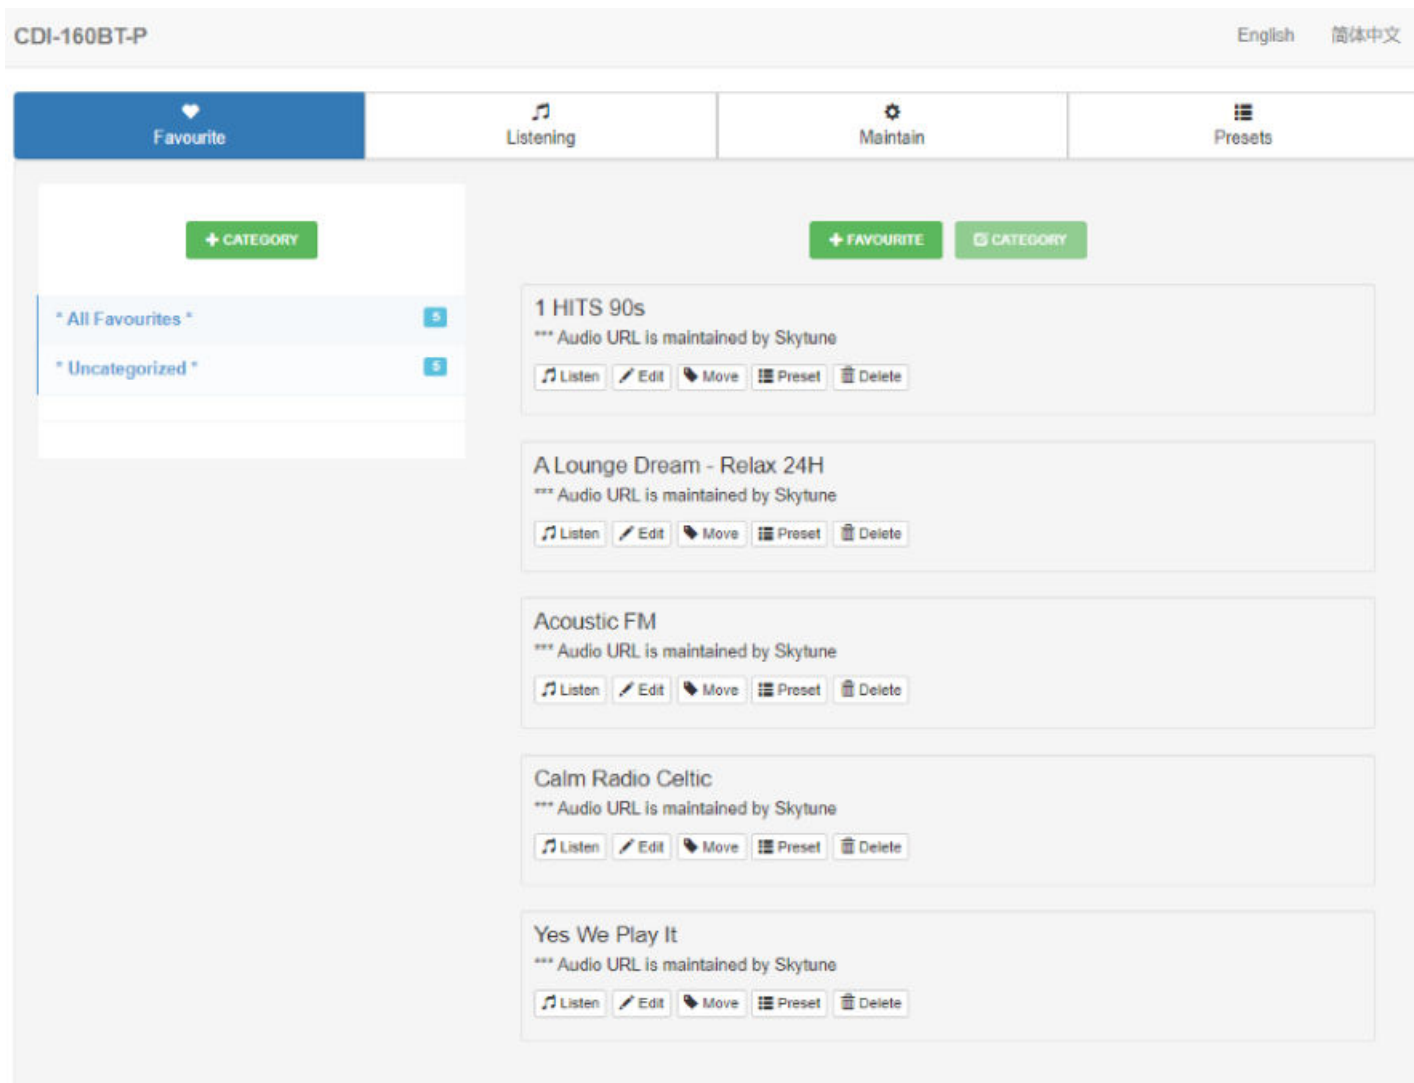 CDI-160BT-P
English 简体中文
Favourite Listening Maintain Presets
+ CATEGORY
* All Favourites * 5
* Uncategorized * 5
+ FAVOURITE CATEGORY
1 HITS 90s
*** Audio URL is maintained by Skytune
Listen Edit Move Preset Delete
A Lounge Dream - Relax 24H
*** Audio URL is maintained by Skytune
Listen Edit Move Preset Delete
Acoustic FM
*** Audio URL is maintained by Skytune
Listen Edit Move Preset Delete
Calm Radio Celtic
*** Audio URL is maintained by Skytune
Listen Edit Move Preset Delete
Yes We Play It
*** Audio URL is maintained by Skytune
Listen Edit Move Preset Delete